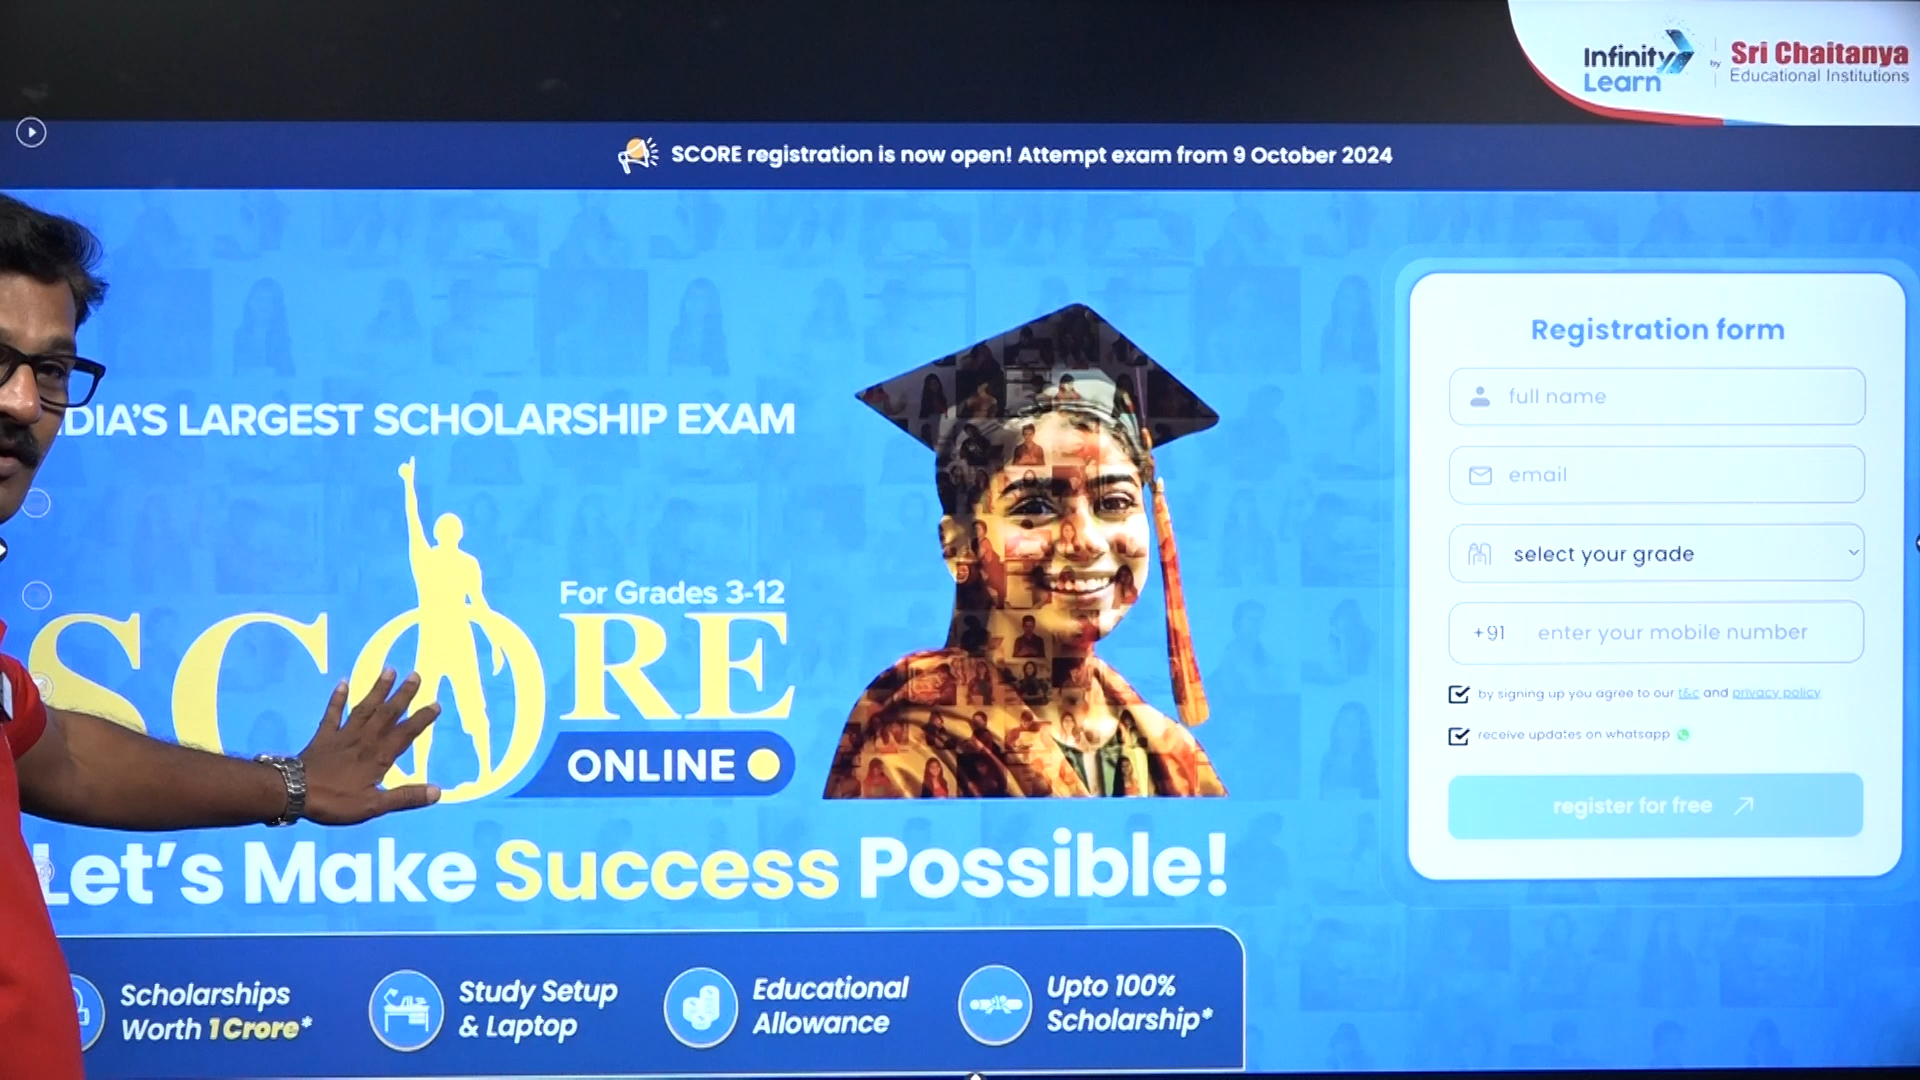 Infinity Learn by Sri Chaitanya Educational Institutions
SCORE registration is now open! Attempt exam from 9 October 2024
DIA'S LARGEST SCHOLARSHIP EXAM
For Grades 3-12
SCORE
ONLINE
Let's Make Success Possible!
Scholarships
Worth 1 Crore*
Study Setup
& Laptop
Educational
Allowance
Upto 100%
Scholarship*
Registration form
full name
email
select your grade
+91 enter your mobile number
by signing up you agree to our t&c and privacy policy
receive updates on whatsapp
register for free